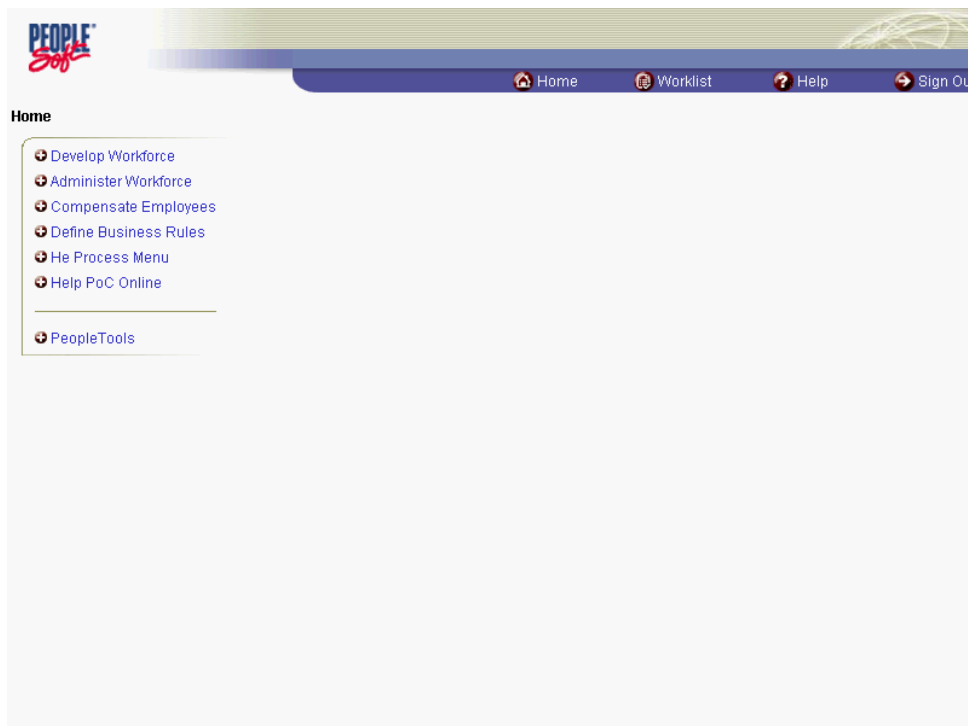 PEOPLE
Soft
Home Worklist Help Sign Ou
Home
Develop Workforce
Administer Workforce
Compensate Employees
Define Business Rules
He Process Menu
Help PoC Online
PeopleTools